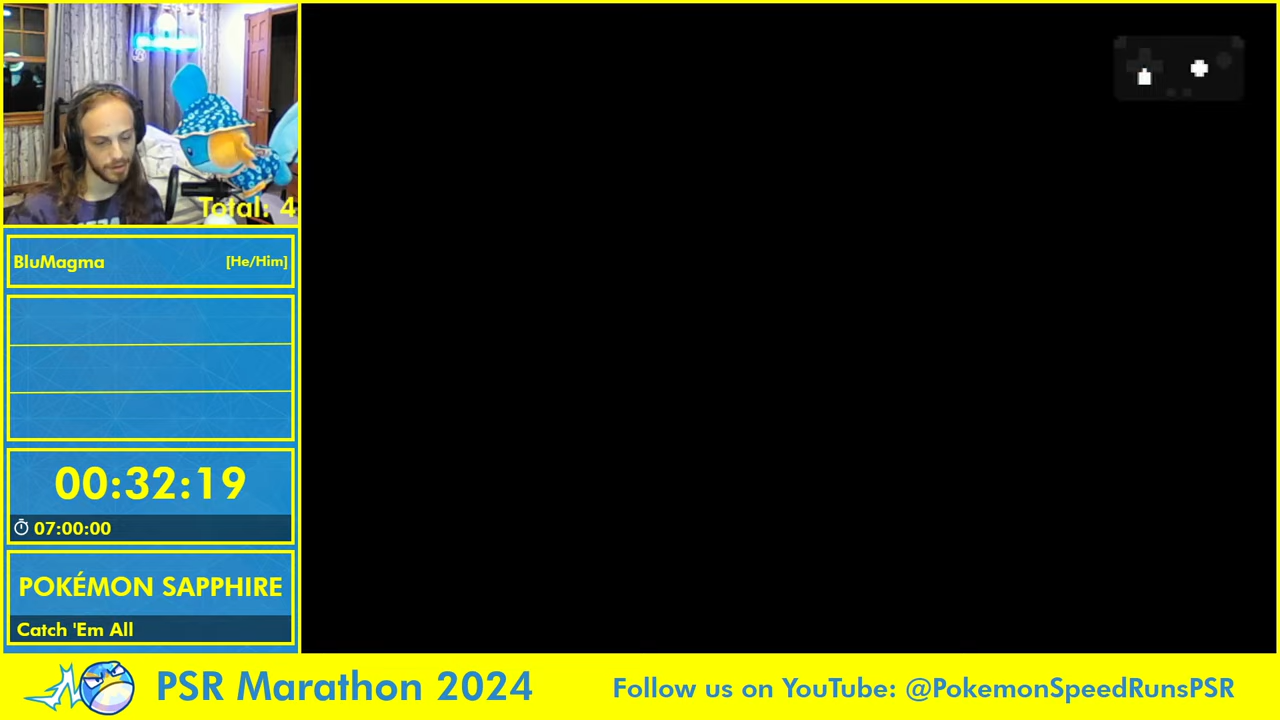 Total: 4
BluMagma
[He/Him]
00:32:19
07:00:00
POKÉMON SAPPHIRE
Catch 'Em All
PSR Marathon 2024
Follow us on YouTube: @PokemonSpeedRunsPSR